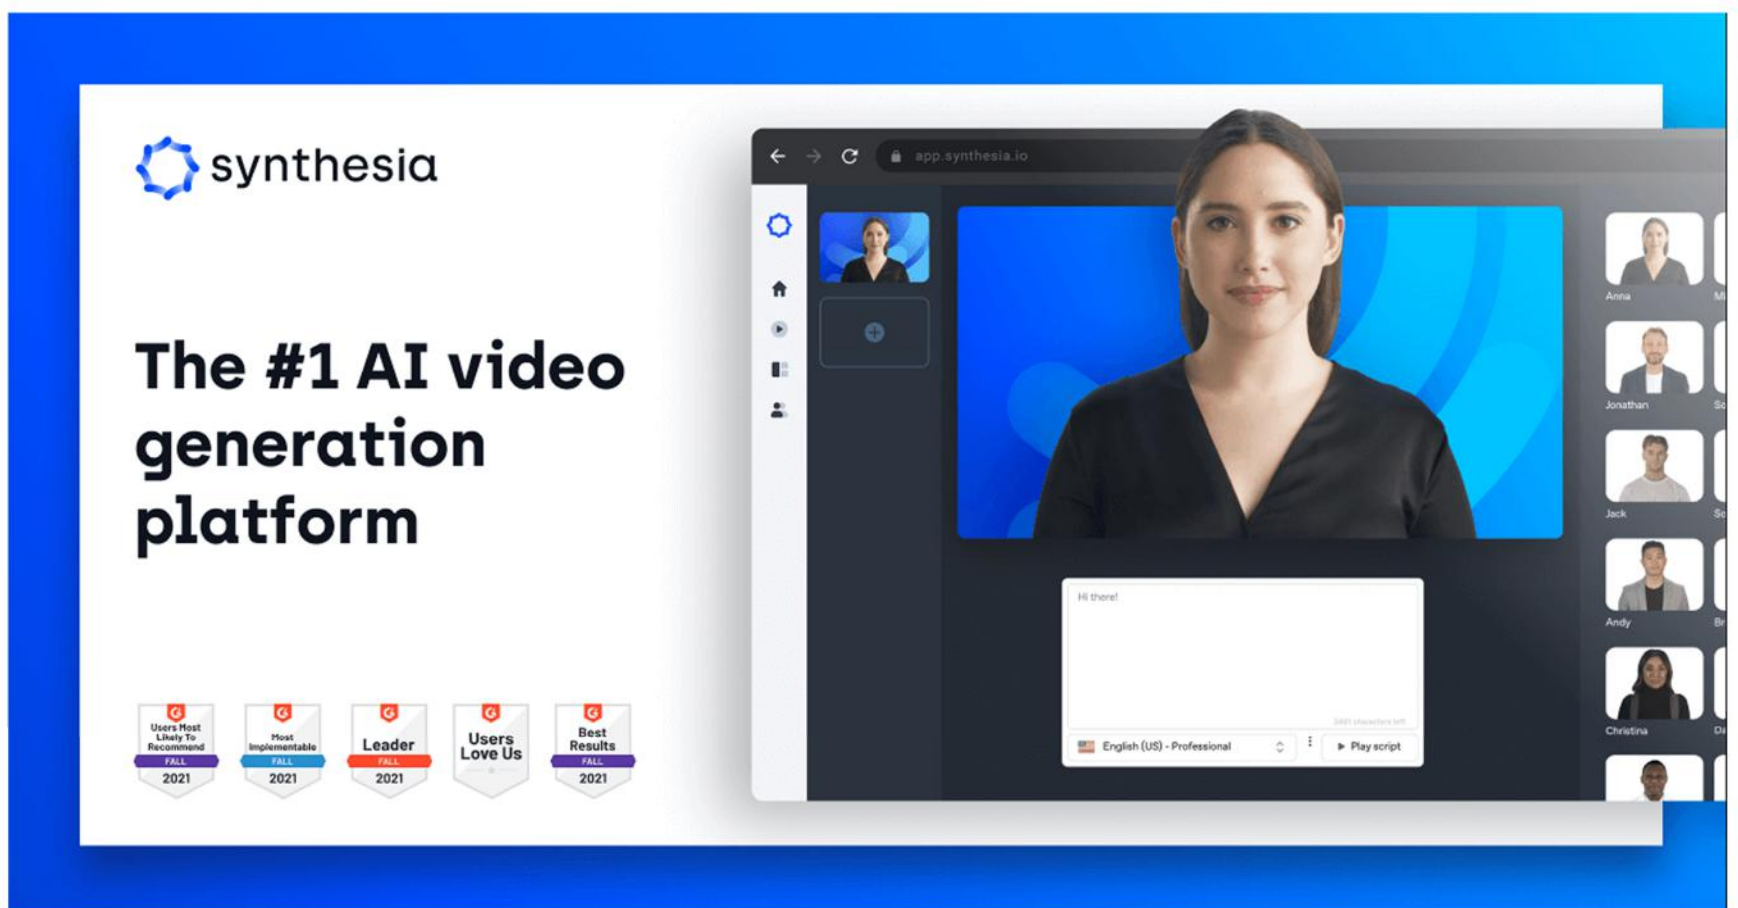 synthesia
The #1 AI video
generation
platform
Users Most
Likely To
Recommend
FALL
2021
Most
Implementable
FALL
2021
Leader
FALL
2021
Users
Love Us
Best
Results
FALL
2021
app.synthesia.io
Hi there!
characters left
English (US) - Professional
Play script
Anna
Jonathan
Jack
Andy
Christina